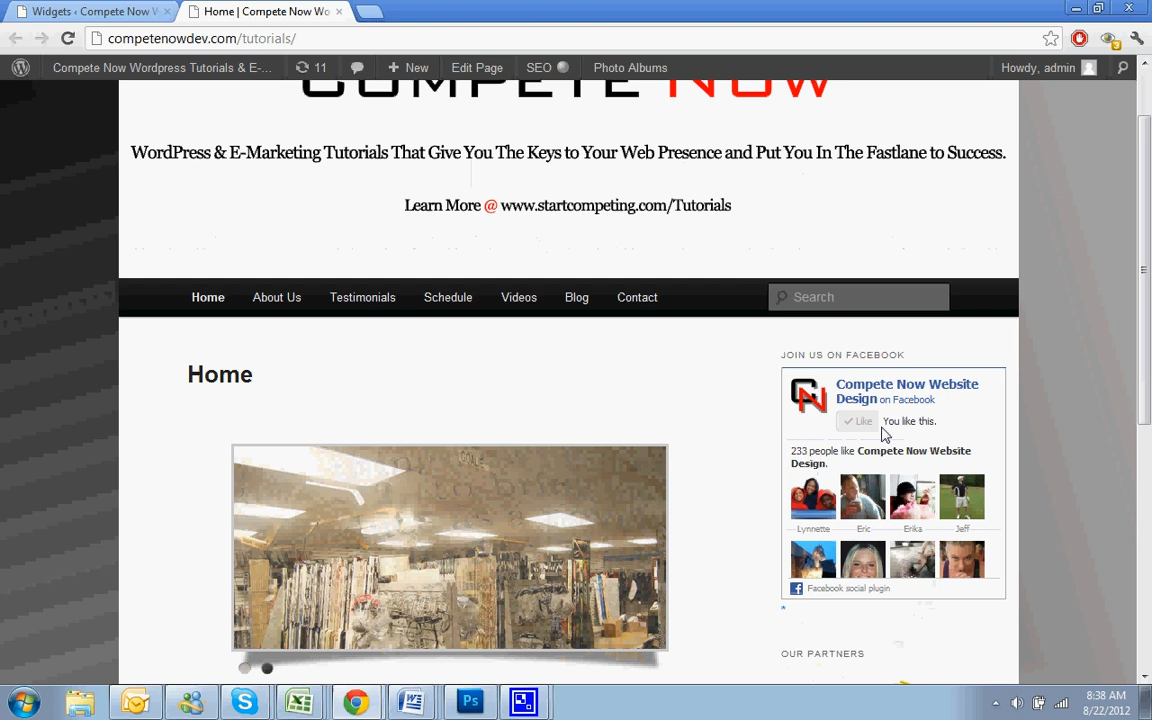 Widgets ‹ Compete Now W
Home | Compete Now Wo
competenowdev.com/tutorials/
3
Compete Now Wordpress Tutorials & E-...
11
New
Edit Page
SEO
Photo Albums
Howdy, admin
COMPETE NOW
WordPress & E-Marketing Tutorials That Give You The Keys to Your Web Presence and Put You In The Fastlane to Success.
Learn More @ www.startcompeting.com/Tutorials
Home
About Us
Testimonials
Schedule
Videos
Blog
Contact
Search
Home
JOIN US ON FACEBOOK
CN
Compete Now Website
Design on Facebook
Like
You like this.
233 people like Compete Now Website
Design.
Lynnette
Eric
Erika
Jeff
Facebook social plugin
OUR PARTNERS
Ps
8:38 AM
8/22/2012